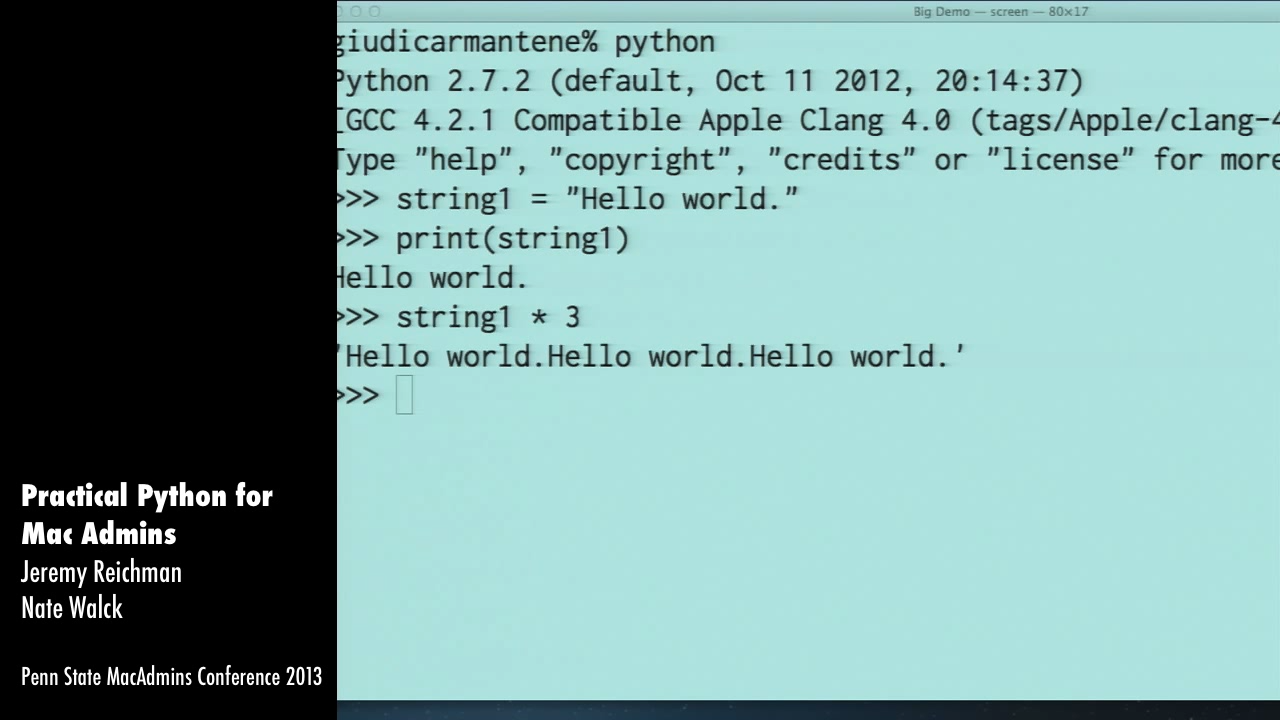 Big Demo — screen — 80×17
giudicarmantene% python
Python 2.7.2 (default, Oct 11 2012, 20:14:37)
[GCC 4.2.1 Compatible Apple Clang 4.0 (tags/Apple/clang-4
Type "help", "copyright", "credits" or "license" for more
>>> string1 = "Hello world."
>>> print(string1)
Hello world.
>>> string1 * 3
'Hello world.Hello world.Hello world.'
>>>
Practical Python for
Mac Admins
Jeremy Reichman
Nate Walck
Penn State MacAdmins Conference 2013